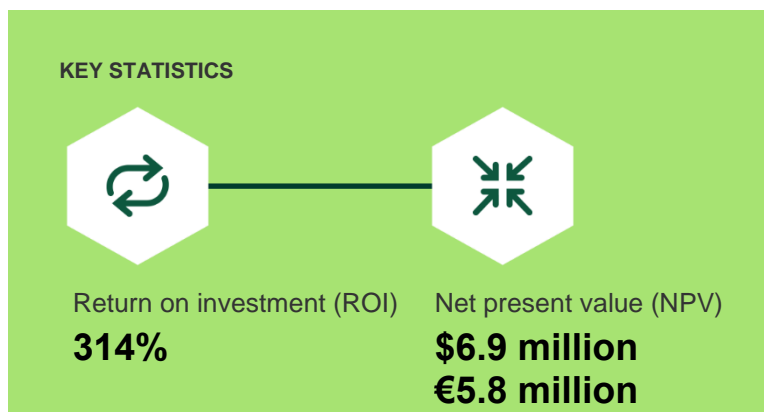 KEY STATISTICS
Return on investment (ROI)
314%
Net present value (NPV)
$6.9 million
€5.8 million